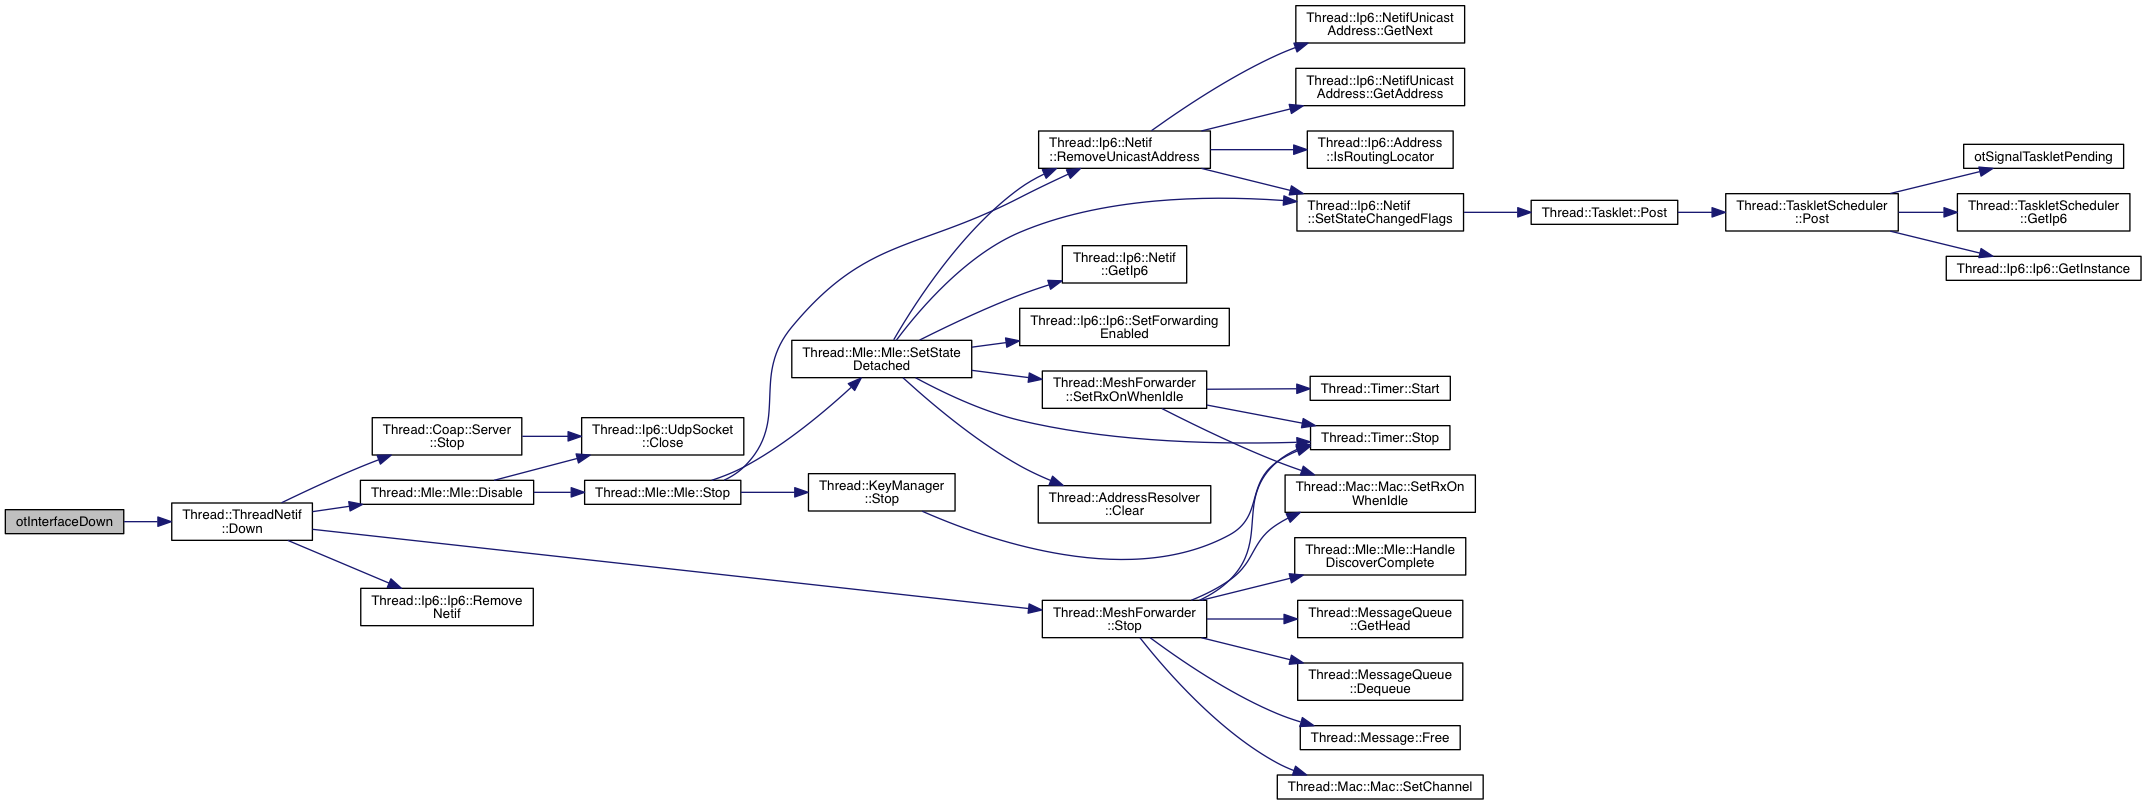 otInterfaceDown
Thread::ThreadNetif
::Down
Thread::Coap::Server
::Stop
Thread::Mle::Mle::Disable
Thread::Ip6::Ip6::Remove
Netif
Thread::Ip6::UdpSocket
::Close
Thread::Mle::Mle::Stop
Thread::Mle::Mle::SetState
Detached
Thread::KeyManager
::Stop
Thread::Ip6::Netif
::RemoveUnicastAddress
Thread::Ip6::Netif
::GetIp6
Thread::Ip6::Ip6::SetForwarding
Enabled
Thread::MeshForwarder
::SetRxOnWhenIdle
Thread::AddressResolver
::Clear
Thread::MeshForwarder
::Stop
Thread::Ip6::NetifUnicast
Address::GetNext
Thread::Ip6::NetifUnicast
Address::GetAddress
Thread::Ip6::Address
::IsRoutingLocator
Thread::Ip6::Netif
::SetStateChangedFlags
Thread::Timer::Start
Thread::Timer::Stop
Thread::Mac::Mac::SetRxOn
WhenIdle
Thread::Mle::Mle::Handle
DiscoverComplete
Thread::MessageQueue
::GetHead
Thread::MessageQueue
::Dequeue
Thread::Message::Free
Thread::Mac::Mac::SetChannel
Thread::Tasklet::Post
Thread::TaskletScheduler
::Post
otSignalTaskletPending
Thread::TaskletScheduler
::GetIp6
Thread::Ip6::Ip6::GetInstance